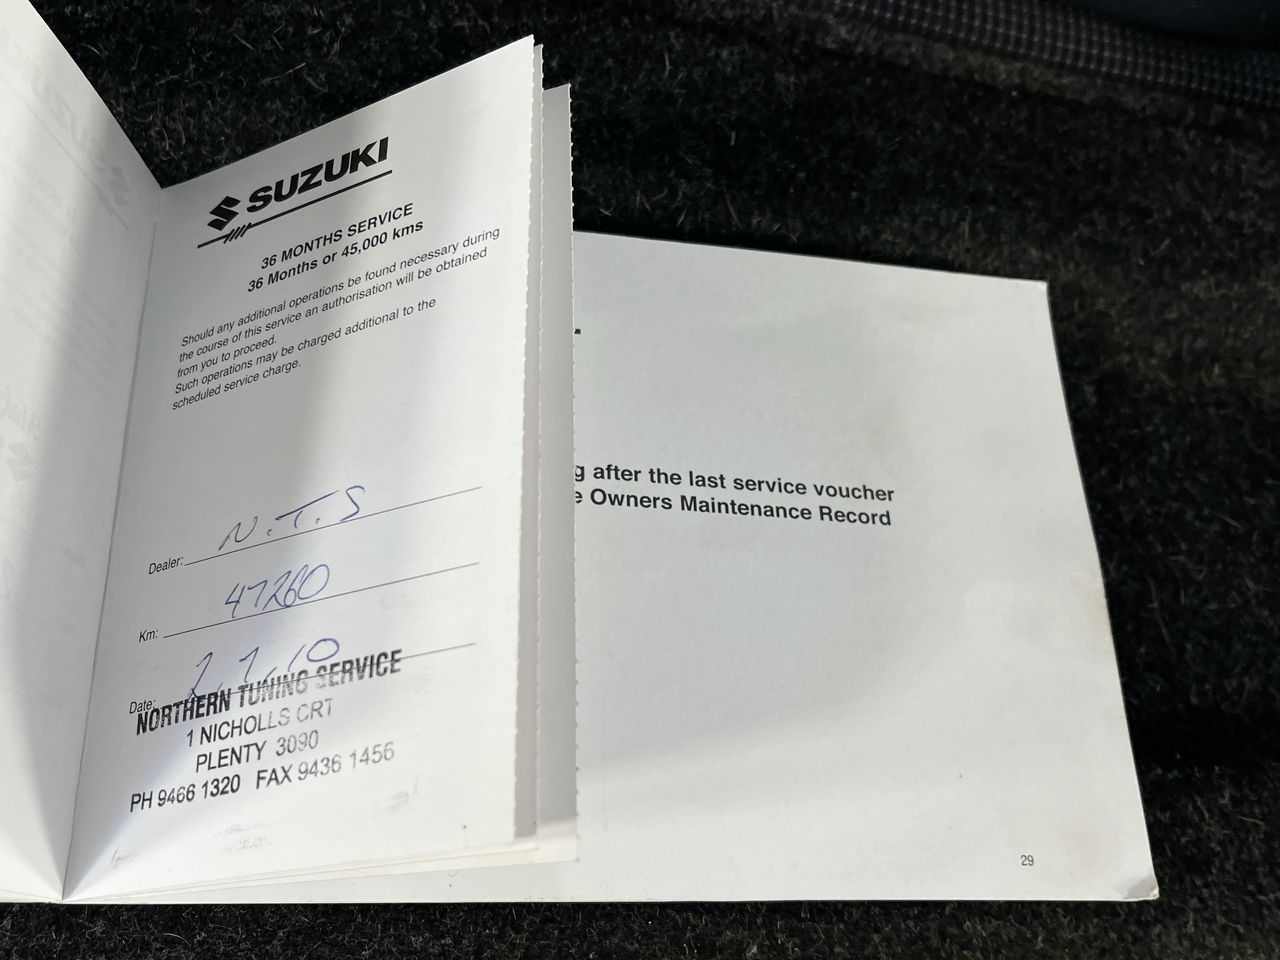 SUZUKI
36 MONTHS SERVICE
36 Months or 45,000 kms
Should any additional operations be found necessary during
the course of this service an authorisation will be obtained
from you to proceed.
Such operations may be charged additional to the
scheduled service charge.
Dealer: N.T.S
Km: 47260
Date: 2.7.10
NORTHERN TUNING SERVICE
1 NICHOLLS CRT
PLENTY 3090
PH 9466 1320 FAX 9436 1456
g after the last service voucher
e Owners Maintenance Record
29